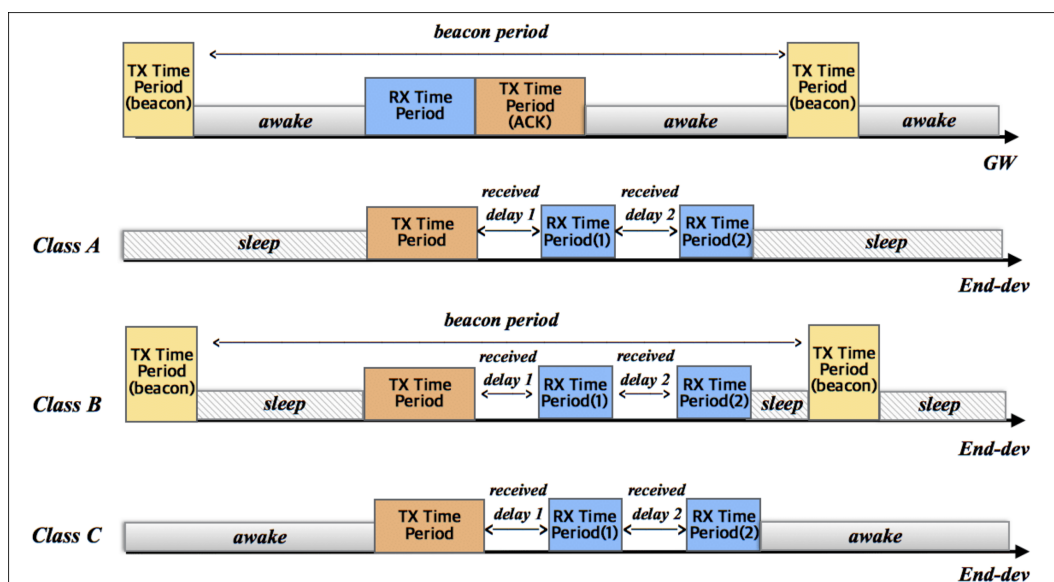 beacon period
TX Time
Period
(beacon)
awake
RX Time
Period
TX Time
Period
(ACK)
awake
TX Time
Period
(beacon)
awake
GW
Class A
sleep
TX Time
Period
received
delay 1
RX Time
Period(1)
received
delay 2
RX Time
Period(2)
sleep
End-dev
beacon period
Class B
TX Time
Period
(beacon)
sleep
TX Time
Period
received
delay 1
RX Time
Period(1)
received
delay 2
RX Time
Period(2)
sleep
TX Time
Period
(beacon)
sleep
End-dev
Class C
awake
TX Time
Period
received
delay 1
RX Time
Period(1)
received
delay 2
RX Time
Period(2)
awake
End-dev